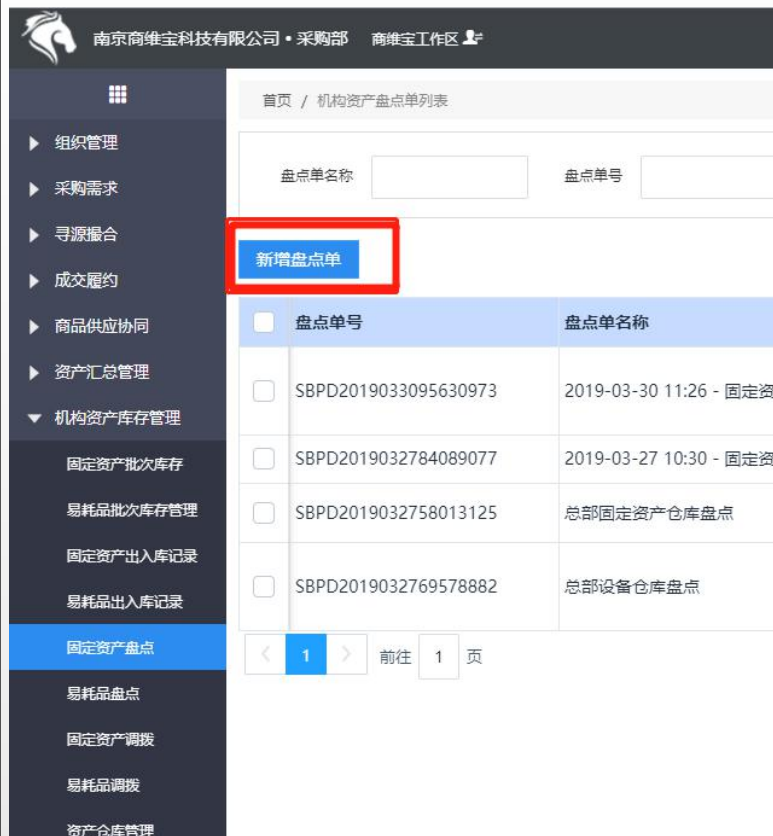 南京商维宝科技有限公司•采购部 商维宝工作区
首页 / 机构资产盘点单列表
组织管理
采购需求
寻源撮合
成交履约
商品供应协同
资产汇总管理
机构资产库存管理
固定资产批次库存
易耗品批次库存管理
固定资产出入库记录
易耗品出入库记录
固定资产盘点
易耗品盘点
固定资产调拨
易耗品调拨
资产仓库管理
盘点单名称 盘点单号
新增盘点单
盘点单号 盘点单名称
SBPD2019033095630973 2019-03-30 11:26 - 固定资
SBPD2019032784089077 2019-03-27 10:30 - 固定资
SBPD2019032758013125 总部固定资产仓库盘点
SBPD2019032769578882 总部设备仓库盘点
1 前往 1 页